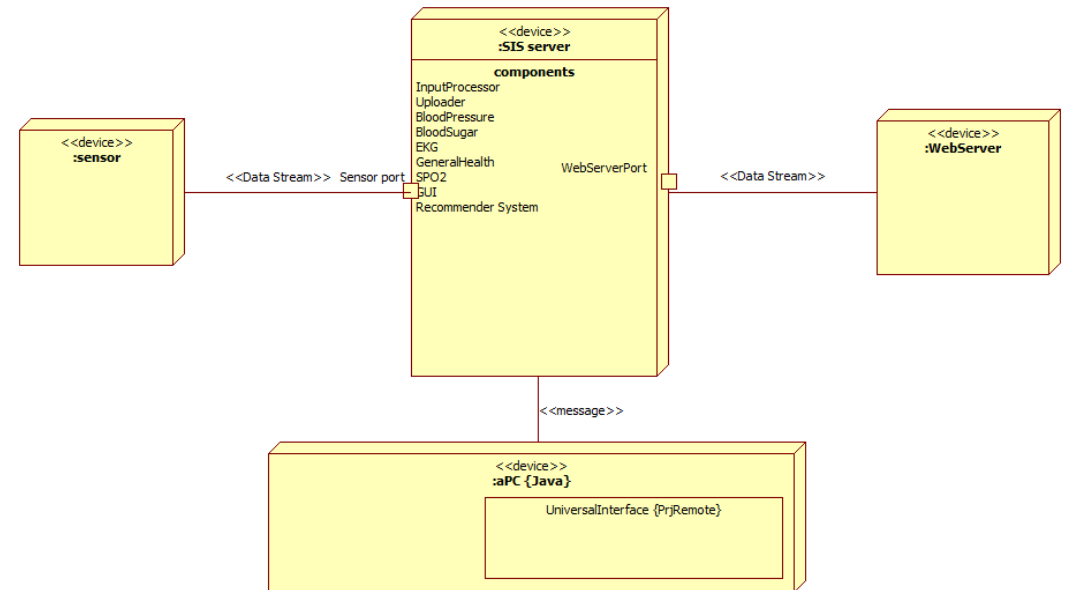 <<device>>
:SIS server
components
InputProcessor
Uploader
BloodPressure
BloodSugar
EKG
GeneralHealth
SPO2
GUI
Recommender System
WebServerPort
<<device>>
:sensor
<<Data Stream>> Sensor port
<<Data Stream>>
<<device>>
:WebServer
<<message>>
<<device>>
:aPC {Java}
UniversalInterface {PrjRemote}